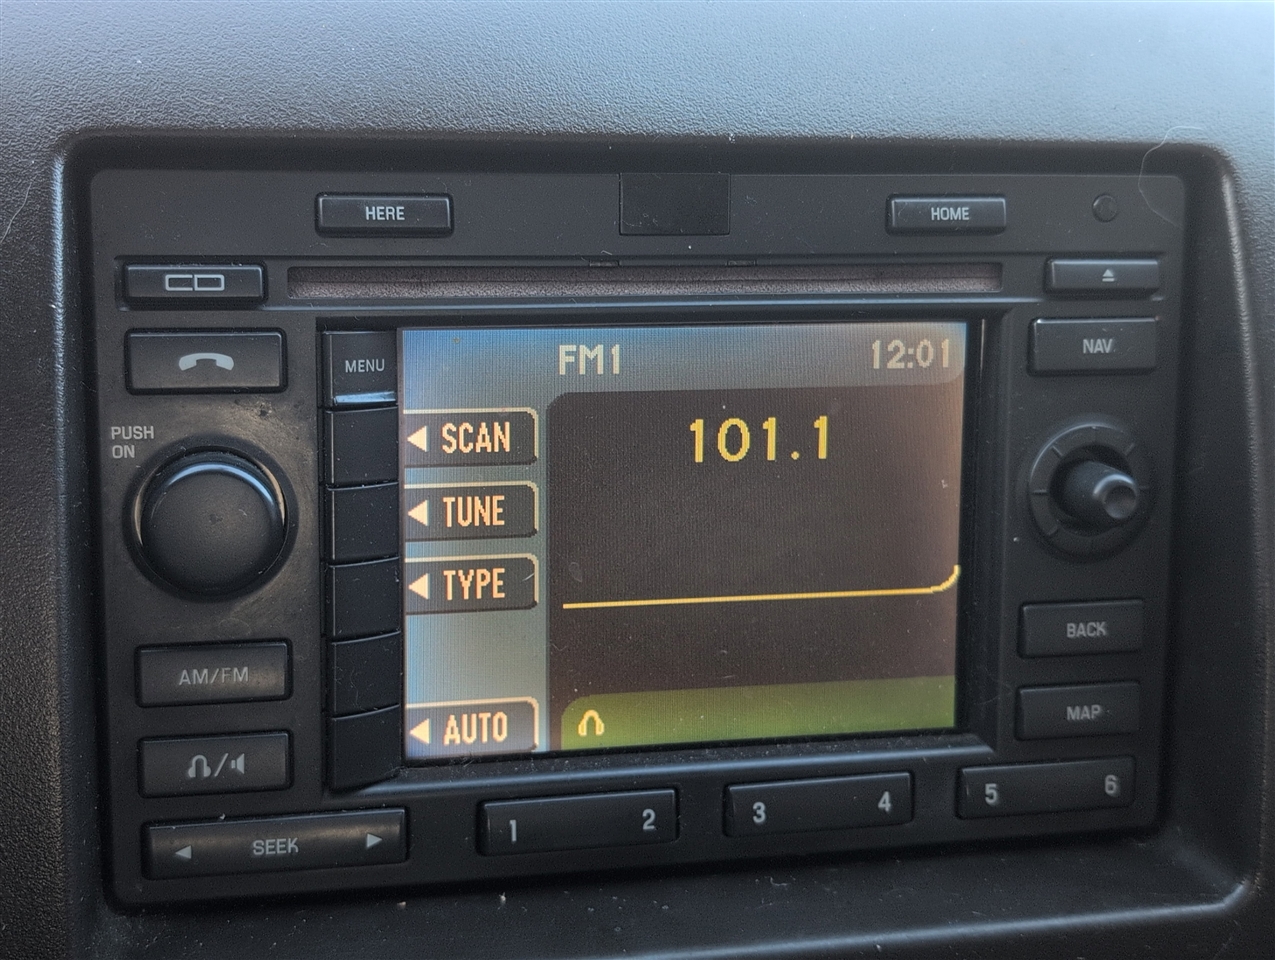 HERE
HOME
CD
MENU
FM1
12:01
NAV
PUSH
ON
SCAN
101.1
TUNE
TYPE
BACK
AM/FM
AUTO
MAP
SEEK
1 2
3 4
5 6